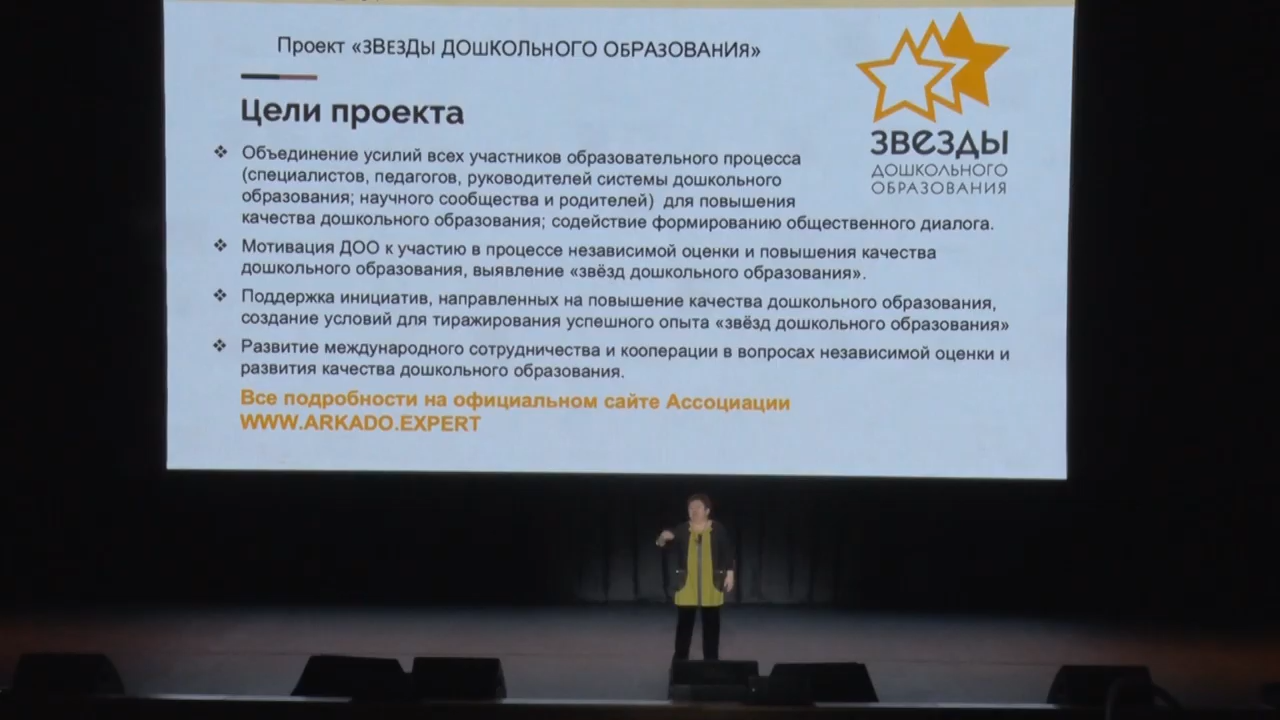 Проект «ЗВЕЗДЫ ДОШКОЛЬНОГО ОБРАЗОВАНИЯ»
Цели проекта
❖ Объединение усилий всех участников образовательного процесса
(специалистов, педагогов, руководителей системы дошкольного
образования; научного сообщества и родителей) для повышения
качества дошкольного образования; содействие формированию общественного диалога.
❖ Мотивация ДОО к участию в процессе независимой оценки и повышения качества
дошкольного образования, выявление «звёзд дошкольного образования».
❖ Поддержка инициатив, направленных на повышение качества дошкольного образования,
создание условий для тиражирования успешного опыта «звёзд дошкольного образования»
❖ Развитие международного сотрудничества и кооперации в вопросах независимой оценки и
развития качества дошкольного образования.
Все подробности на официальном сайте Ассоциации
WWW.ARKADO.EXPERT
ЗВЕЗДЫ
ДОШКОЛЬНОГО
ОБРАЗОВАНИЯ